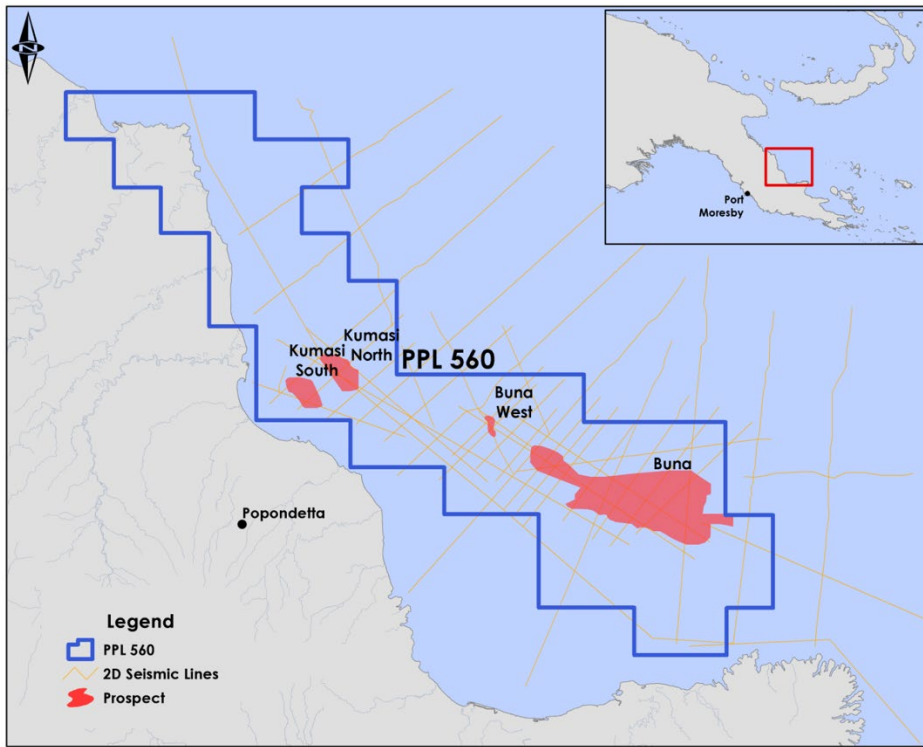 N
Port
Moresby
Kumasi
North
Kumasi
South
PPL 560
Buna
West
Buna
Popondetta
Legend
PPL 560
2D Seismic Lines
Prospect